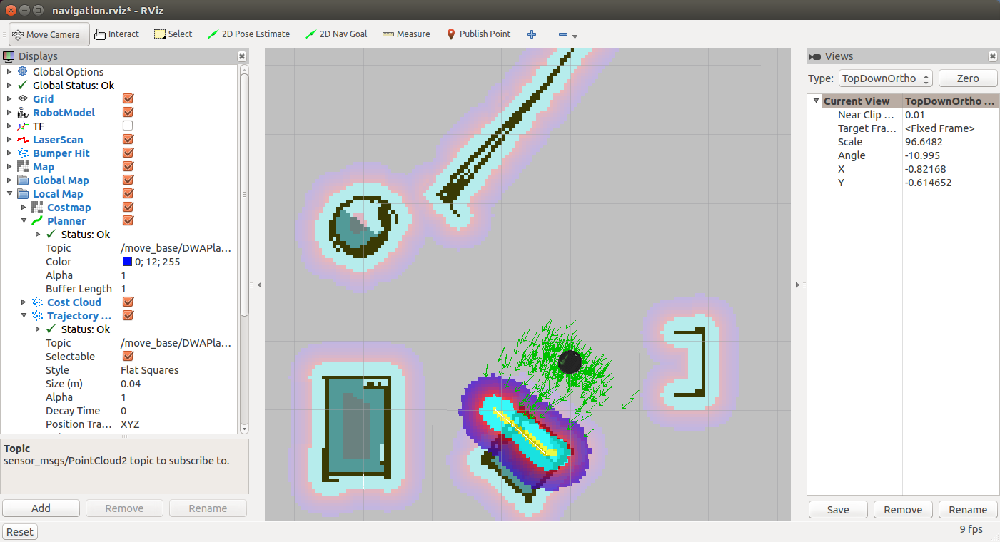 navigation.rviz* - RViz
Move Camera Interact Select 2D Pose Estimate 2D Nav Goal Measure Publish Point
Displays
Global Options
Global Status: Ok
Grid
RobotModel
TF
LaserScan
Bumper Hit
Map
Global Map
Local Map
Costmap
Planner
Status: Ok
Topic /move_base/DWAPla...
Color 0; 12; 255
Alpha 1
Buffer Length 1
Cost Cloud
Trajectory ...
Status: Ok
Topic /move_base/DWAPla...
Selectable
Style Flat Squares
Size (m) 0.04
Alpha 1
Decay Time 0
Position Tra... XYZ
Topic
sensor_msgs/PointCloud2 topic to subscribe to.
Add Remove Rename
Reset
Views
Type: TopDownOrtho Zero
Current View TopDownOrtho ...
Near Clip ... 0.01
Target Fra... <Fixed Frame>
Scale 96.6482
Angle -10.995
X -0.82168
Y -0.614652
Save Remove Rename
9 fps